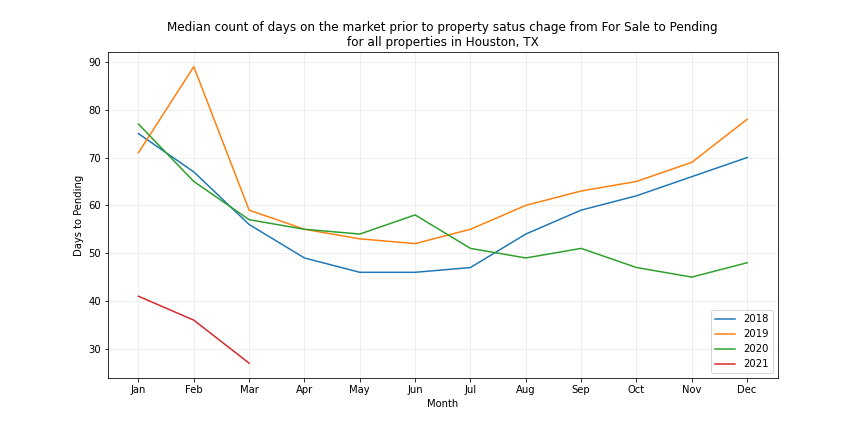 Median count of days on the market prior to property satus chage from For Sale to Pending
for all properties in Houston, TX
90
80
70
60
50
40
30
Days to Pending
Jan Feb Mar Apr May Jun Jul Aug Sep Oct Nov Dec
Month
2018
2019
2020
2021